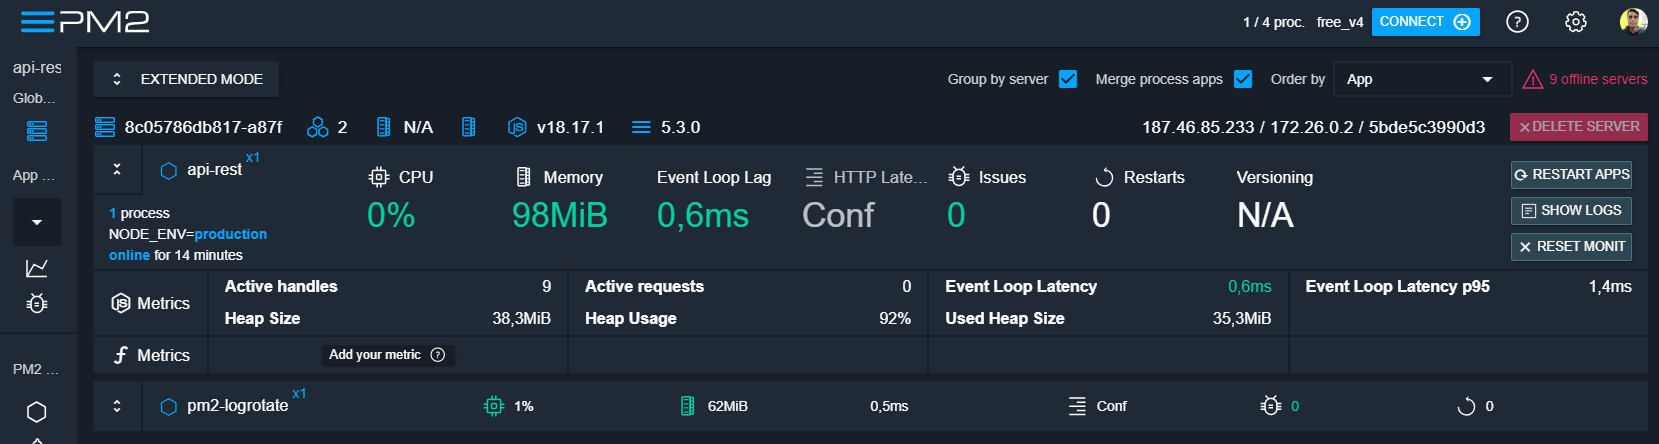 PM2
1 / 4 proc. free_v4 CONNECT
api-res
Glob...
App ...
PM2 ...
EXTENDED MODE
Group by server Merge process apps Order by App 9 offline servers
8c05786db817-a87f 2 N/A v18.17.1 5.3.0 187.46.85.233 / 172.26.0.2 / 5bde5c3990d3 DELETE SERVER
api-rest x1
1 process
NODE_ENV=production
online for 14 minutes
CPU Memory Event Loop Lag HTTP Late... Issues Restarts Versioning
0% 98MiB 0,6ms Conf 0 0 N/A
RESTART APPS
SHOW LOGS
RESET MONIT
Metrics
Active handles 9 Active requests 0 Event Loop Latency 0,6ms Event Loop Latency p95 1,4ms
Heap Size 38,3MiB Heap Usage 92% Used Heap Size 35,3MiB
Metrics Add your metric ?
pm2-logrotate x1 1% 62MiB 0,5ms Conf 0 0